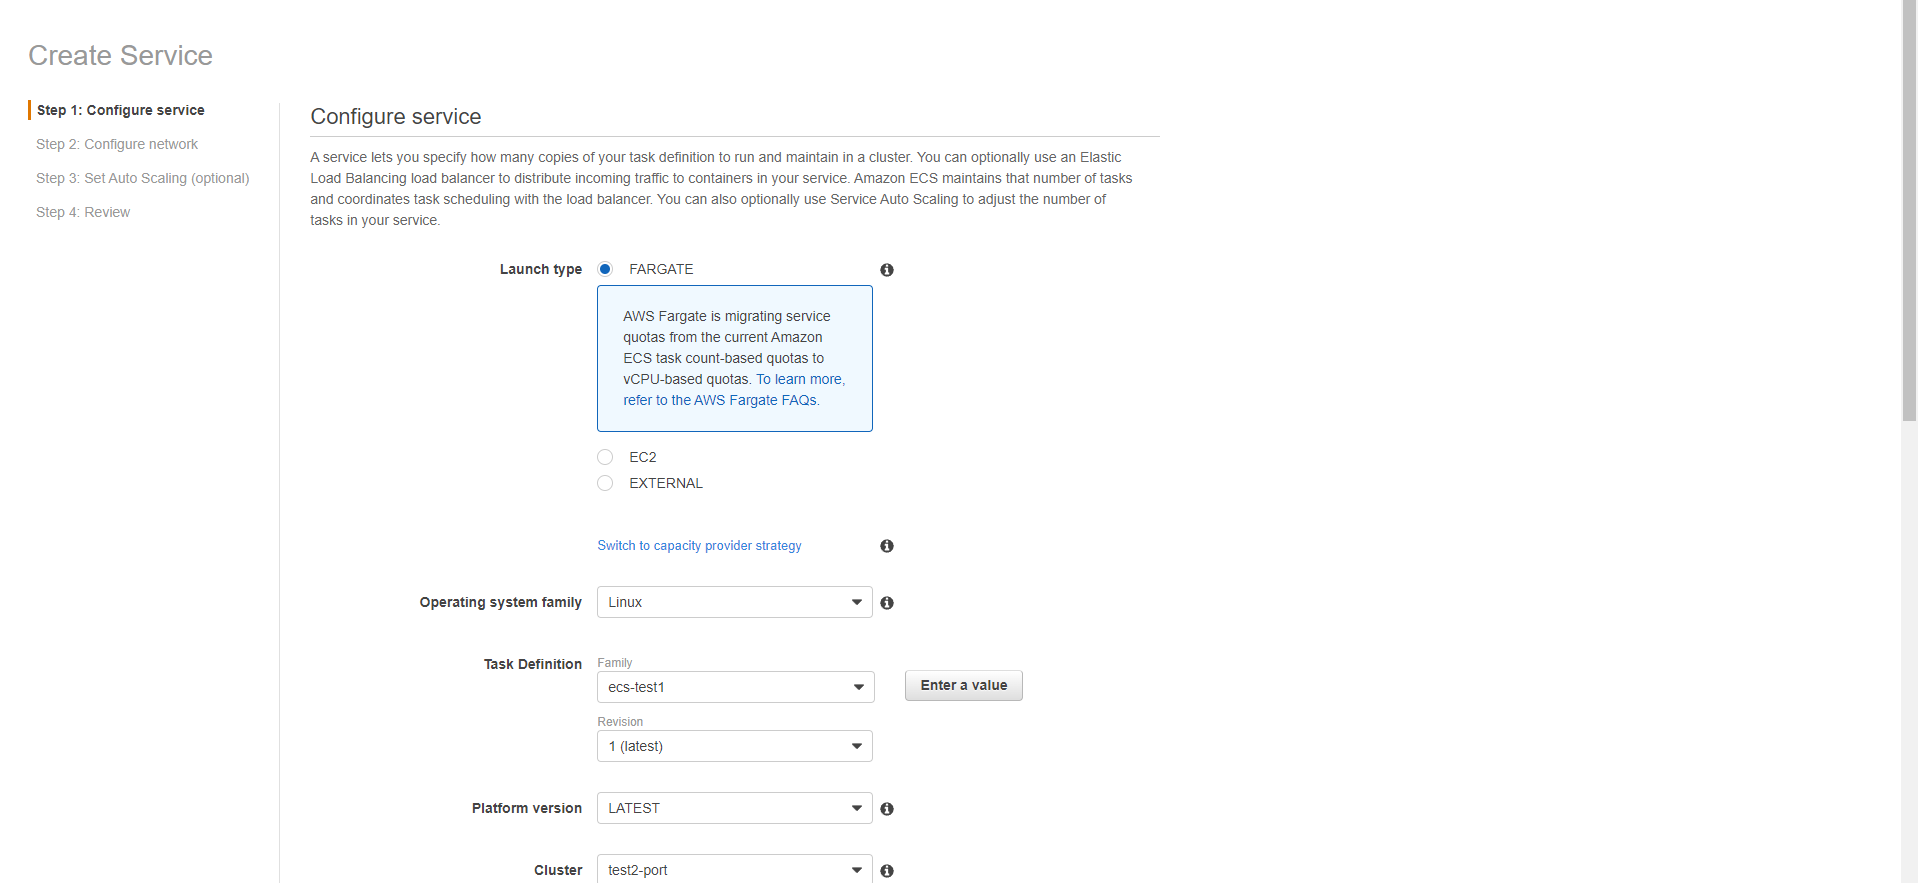 Create Service
Step 1: Configure service
Step 2: Configure network
Step 3: Set Auto Scaling (optional)
Step 4: Review
Configure service
A service lets you specify how many copies of your task definition to run and maintain in a cluster. You can optionally use an Elastic
Load Balancing load balancer to distribute incoming traffic to containers in your service. Amazon ECS maintains that number of tasks
and coordinates task scheduling with the load balancer. You can also optionally use Service Auto Scaling to adjust the number of
tasks in your service.
Launch type FARGATE
AWS Fargate is migrating service
quotas from the current Amazon
ECS task count-based quotas to
vCPU-based quotas. To learn more,
refer to the AWS Fargate FAQs.
EC2
EXTERNAL
Switch to capacity provider strategy
Operating system family Linux
Task Definition Family
ecs-test1 Enter a value
Revision
1 (latest)
Platform version LATEST
Cluster test2-port